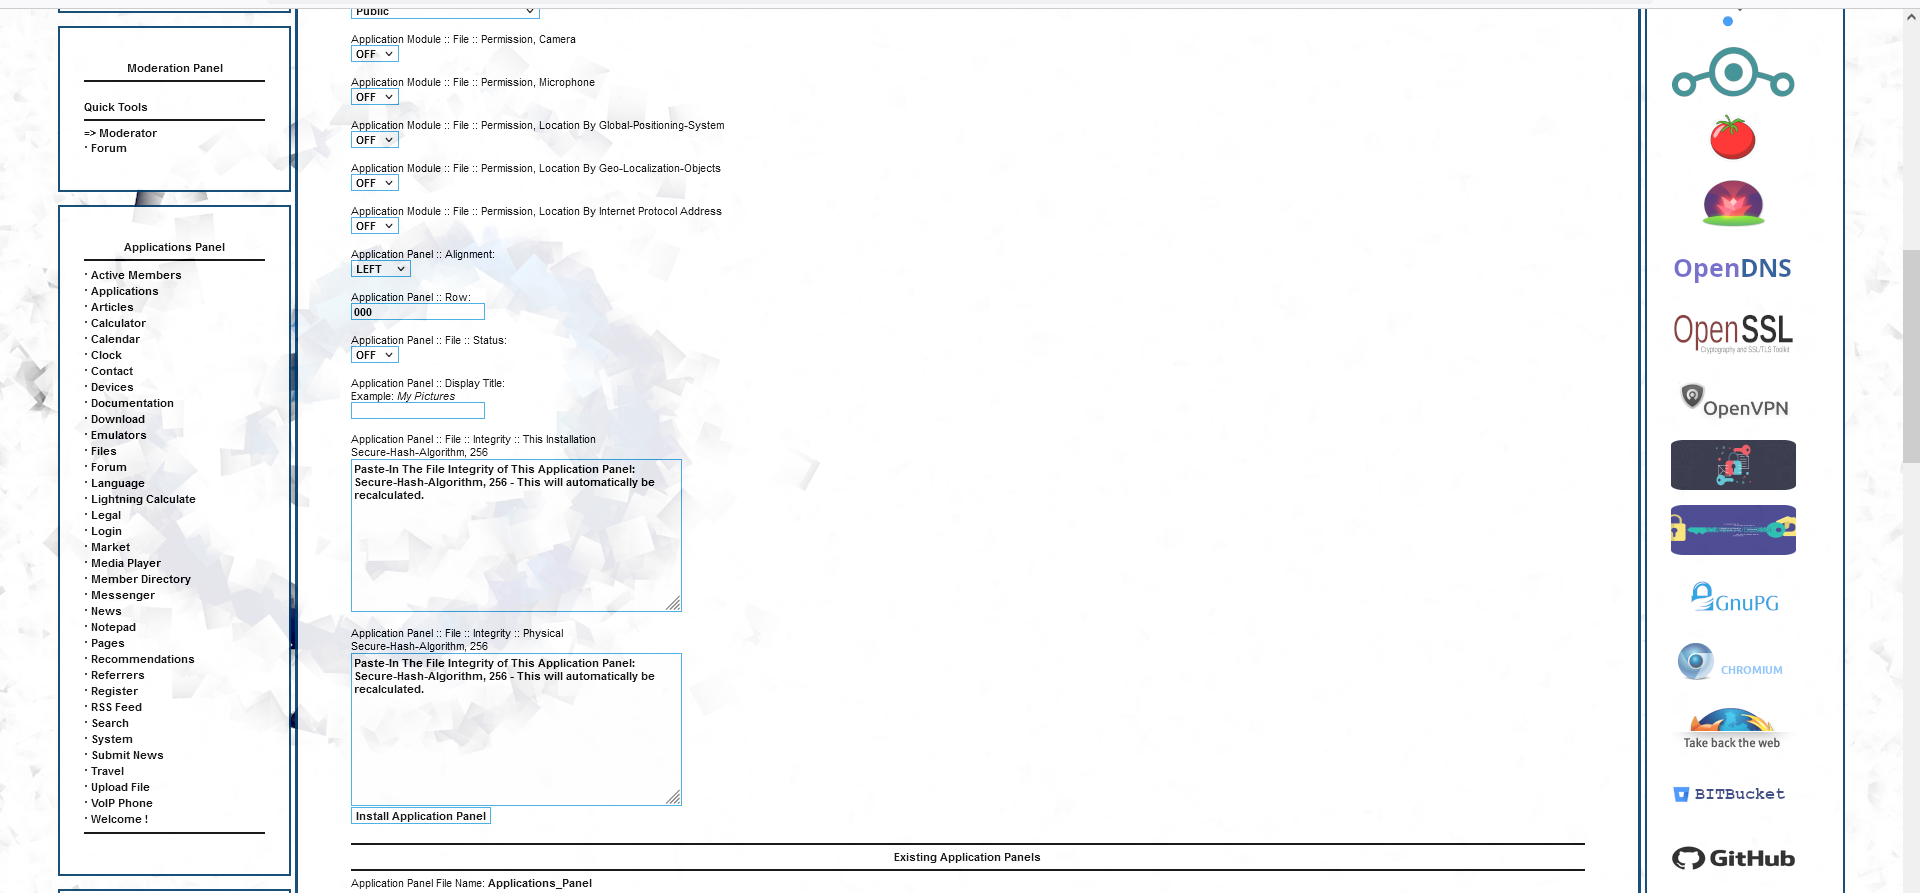 Moderation Panel
Quick Tools
=> Moderator
· Forum
Applications Panel
· Active Members
· Applications
· Articles
· Calculator
· Calendar
· Clock
· Contact
· Devices
· Documentation
· Download
· Emulators
· Files
· Forum
· Language
· Lightning Calculate
· Legal
· Login
· Market
· Media Player
· Member Directory
· Messenger
· News
· Notepad
· Pages
· Recommendations
· Referrers
· Register
· RSS Feed
· Search
· System
· Submit News
· Travel
· Upload File
· VoIP Phone
· Welcome !
Public
Application Module :: File :: Permission, Camera
OFF
Application Module :: File :: Permission, Microphone
OFF
Application Module :: File :: Permission, Location By Global-Positioning-System
OFF
Application Module :: File :: Permission, Location By Geo-Localization-Objects
OFF
Application Module :: File :: Permission, Location By Internet Protocol Address
OFF
Application Panel :: Alignment:
LEFT
Application Panel :: Row:
000
Application Panel :: File :: Status:
OFF
Application Panel :: Display Title:
Example: My Pictures
Application Panel :: File :: Integrity :: This Installation
Secure-Hash-Algorithm, 256
Paste-In The File Integrity of This Application Panel:
Secure-Hash-Algorithm, 256 - This will automatically be
recalculated.
Application Panel :: File :: Integrity :: Physical
Secure-Hash-Algorithm, 256
Paste-In The File Integrity of This Application Panel:
Secure-Hash-Algorithm, 256 - This will automatically be
recalculated.
Install Application Panel
Existing Application Panels
Application Panel File Name: Applications_Panel
OpenDNS
OpenSSL
Cryptography and SSL/TLS Toolkit
OpenVPN
GnuPG
CHROMIUM
Take back the web
BITBucket
GitHub